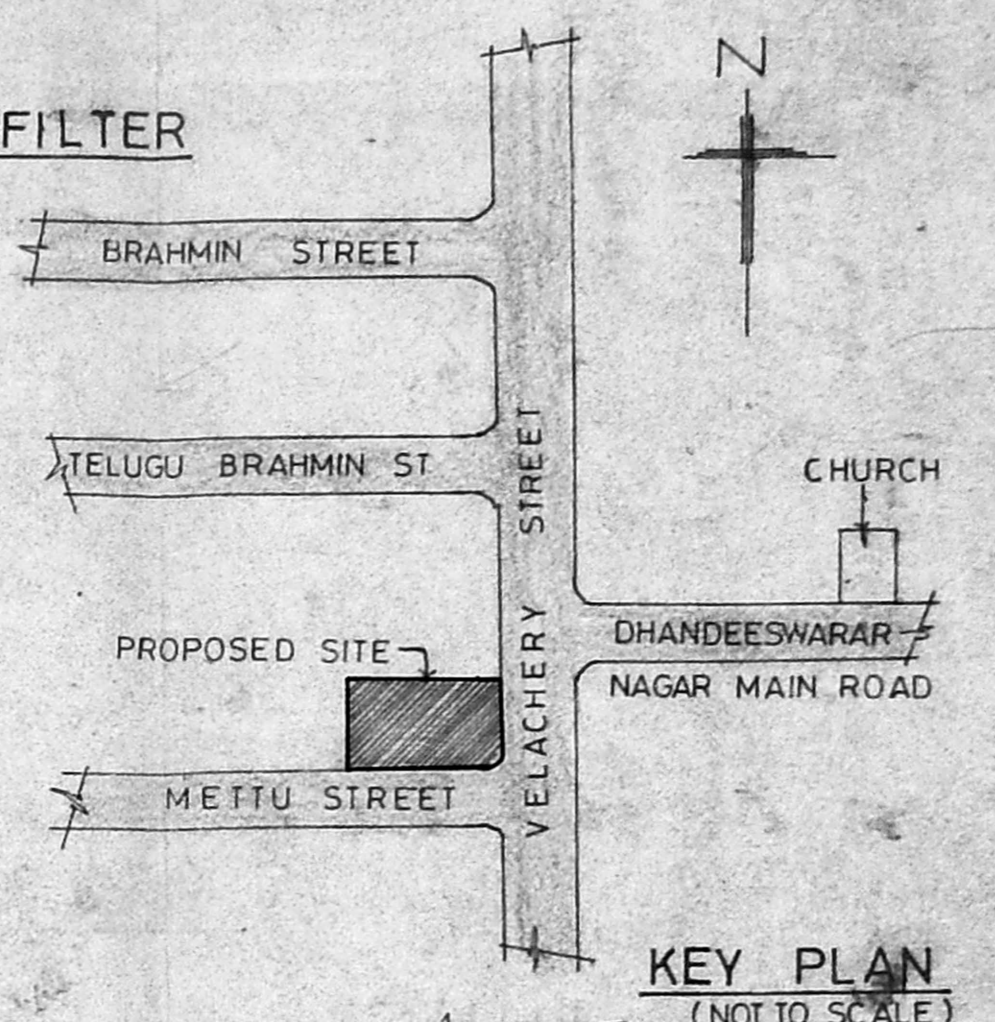 N
FILTER
BRAHMIN STREET
TELUGU BRAHMIN ST
VELACHERY STREET
CHURCH
DHANDEESWARAR
NAGAR MAIN ROAD
PROPOSED SITE
METTU STREET
KEY PLAN
(NOT TO SCALE)